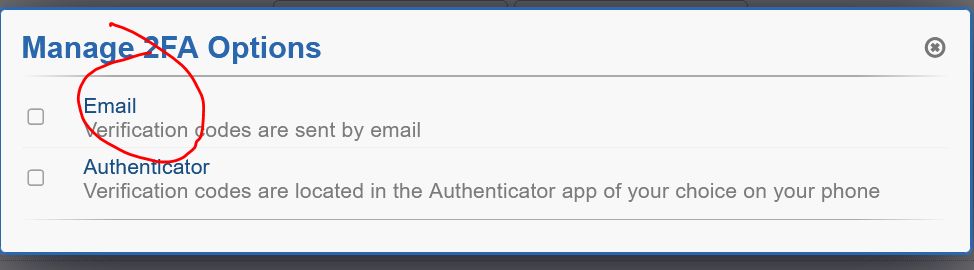 Manage 2FA Options
Email
Verification codes are sent by email
Authenticator
Verification codes are located in the Authenticator app of your choice on your phone